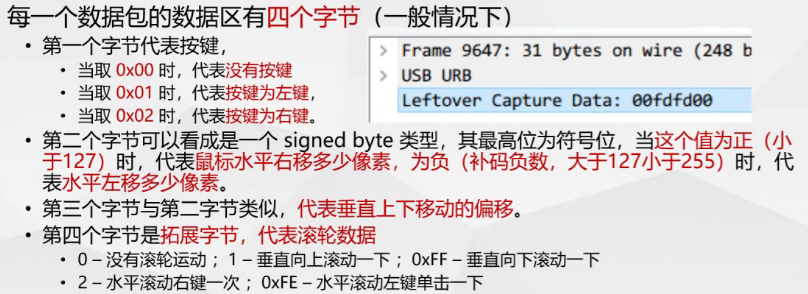 每一个数据包的数据区有四个字节（一般情况下）
• 第一个字节代表按键，
• 当取 0x00 时，代表没有按键
• 当取 0x01 时，代表按键为左键，
• 当取 0x02 时，代表按键为右键。
> Frame 9647: 31 bytes on wire (248 b
> USB URB
Leftover Capture Data: 00fdfd00
• 第二个字节可以看成是一个 signed byte 类型，其最高位为符号位，当这个值为正（小
于127）时，代表鼠标水平右移多少像素，为负（补码负数，大于127小于255）时，代
表水平左移多少像素。
• 第三个字节与第二字节类似，代表垂直上下移动的偏移。
• 第四个字节是拓展字节，代表滚轮数据
• 0 – 没有滚轮运动；1 – 垂直向上滚动一下；0xFF – 垂直向下滚动一下
• 2 – 水平滚动右键一次；0xFE – 水平滚动左键单击一下